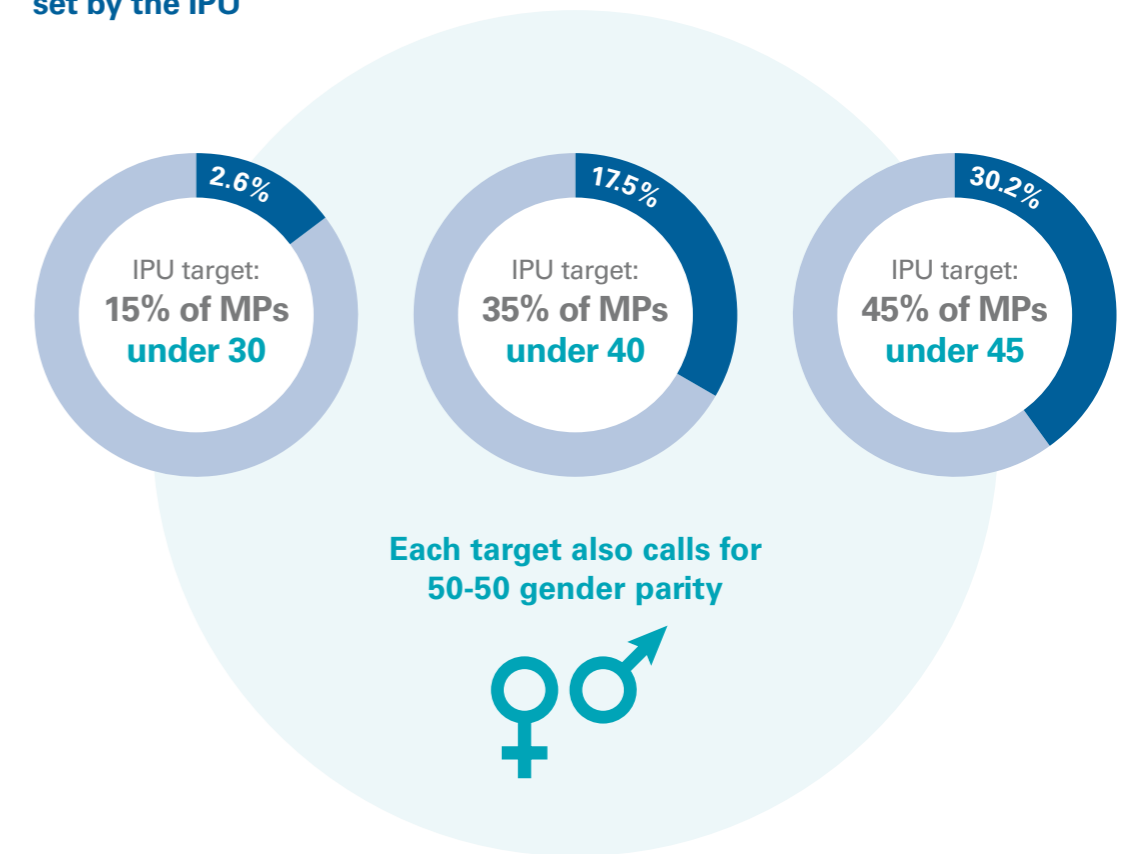 set by the IPU
2.6%
17.5%
30.2%
IPU target:
15% of MPs
under 30
IPU target:
35% of MPs
under 40
IPU target:
45% of MPs
under 45
Each target also calls for
50-50 gender parity